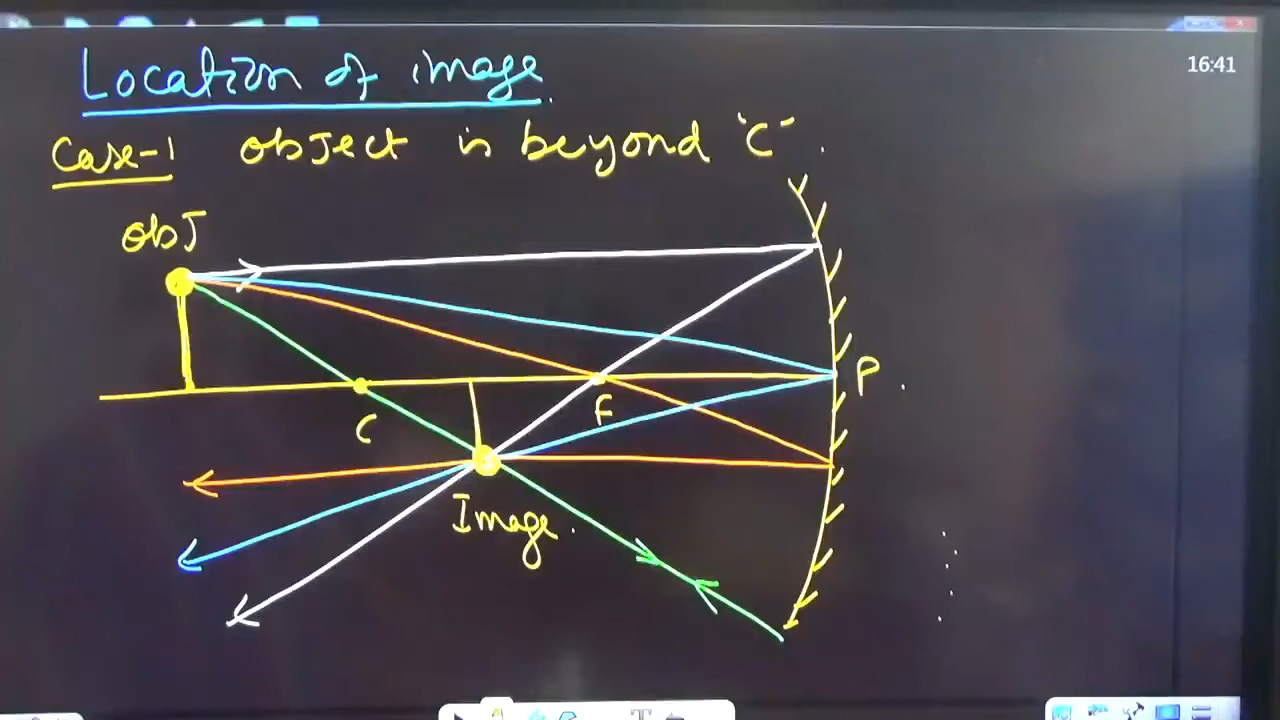 Location of image.
16:41
Case-1 object is beyond "C".
obJ
P.
C
F
Image.